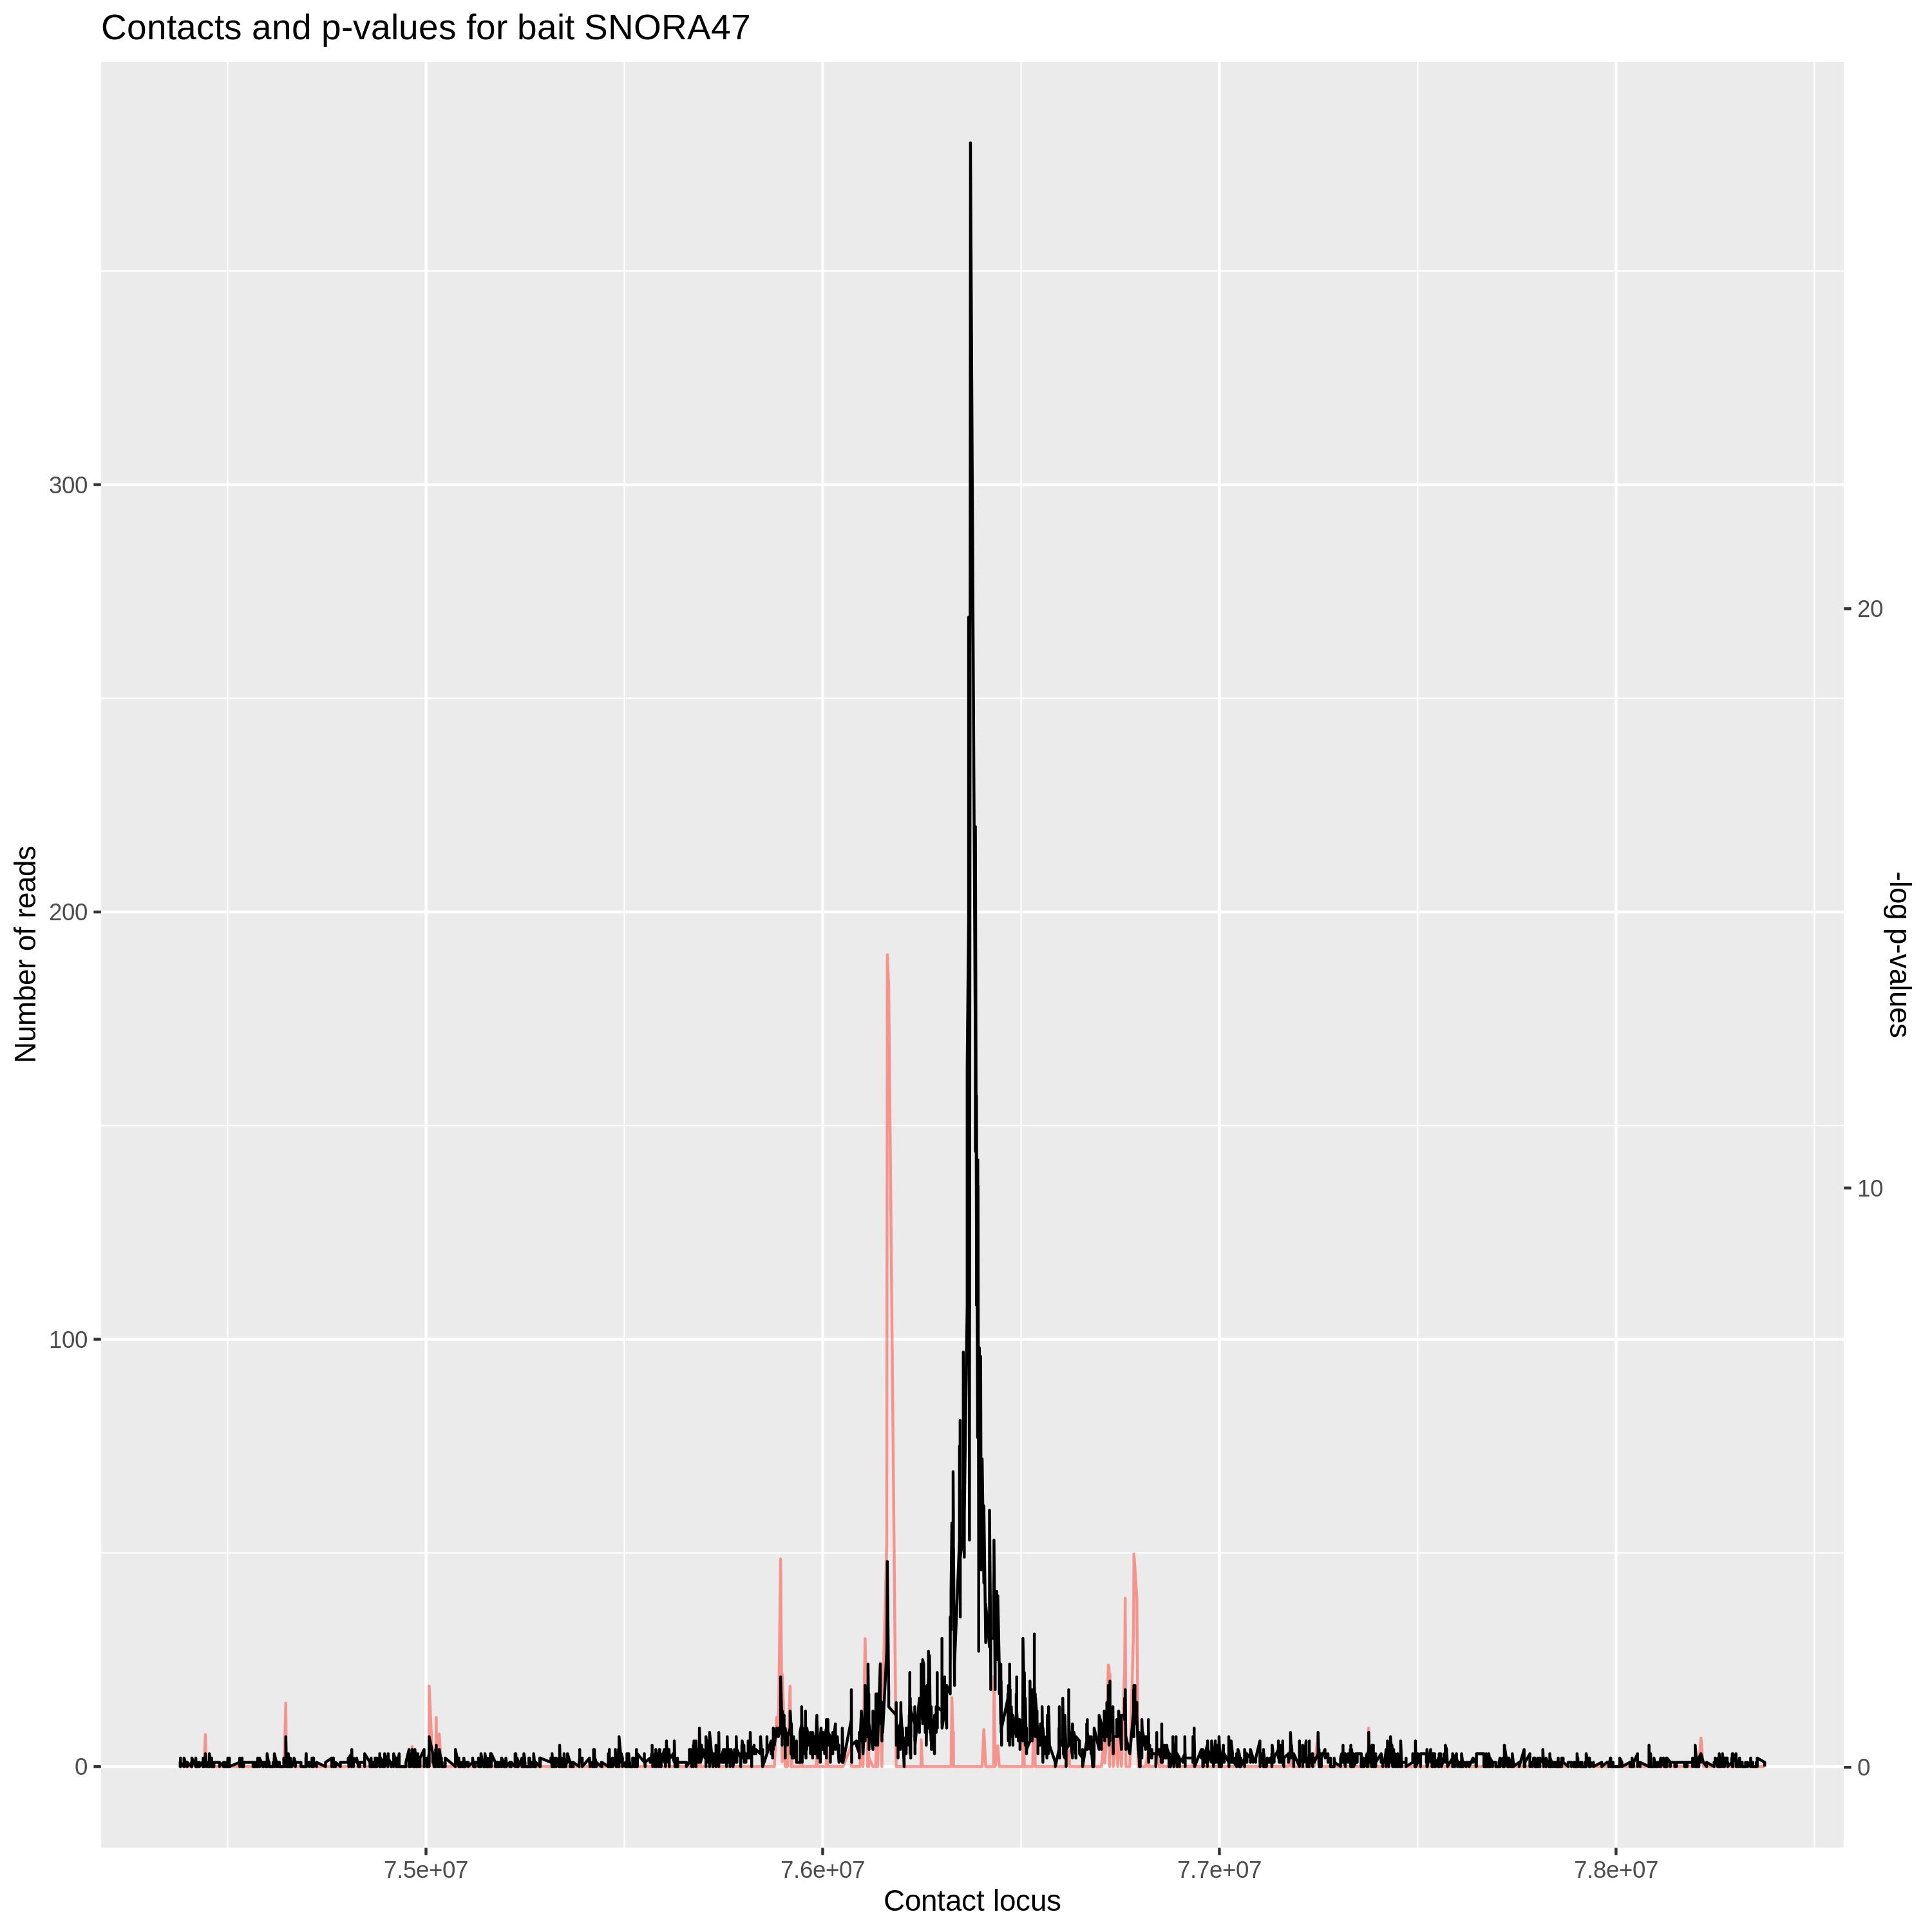 Contacts and p-values for bait SNORA47
Number of reads
300
200
100
0
20
10
0
-log p-values
7.5e+07
7.6e+07
7.7e+07
7.8e+07
Contact locus